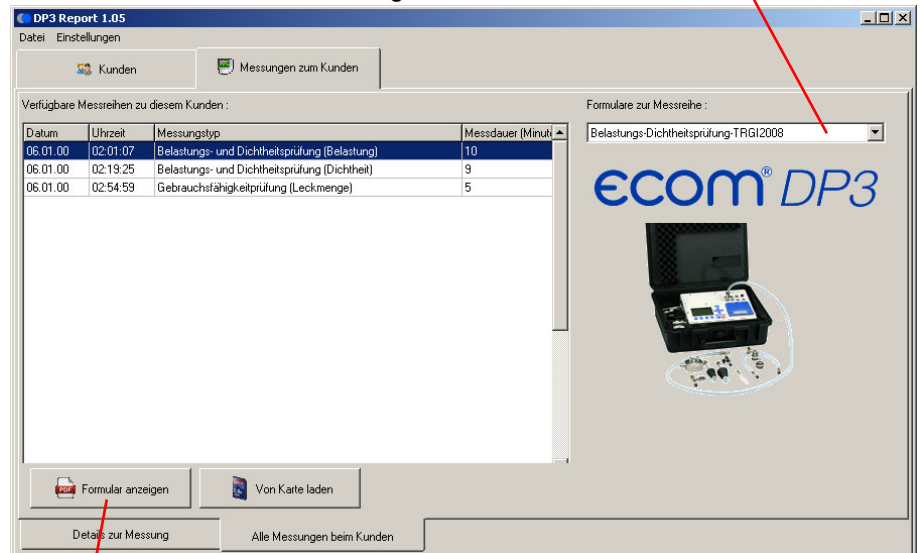 DP3 Report 1.05
Datei Einstellungen
Kunden
Messungen zum Kunden
Verfügbare Messreihen zu diesem Kunden :
Formulare zur Messreihe :
Datum Uhrzeit Messungstyp Messdauer (Minut
Belastungs-Dichtheitsprüfung-TRGI2008
06.01.00 02:01:07 Belastungs- und Dichtheitsprüfung (Belastung) 10
06.01.00 02:19:25 Belastungs- und Dichtheitsprüfung (Dichtheit) 9
06.01.00 02:54:59 Gebrauchsfähigkeitprüfung (Leckmenge) 5
ecom® DP3
Formular anzeigen
Von Karte laden
Details zur Messung
Alle Messungen beim Kunden